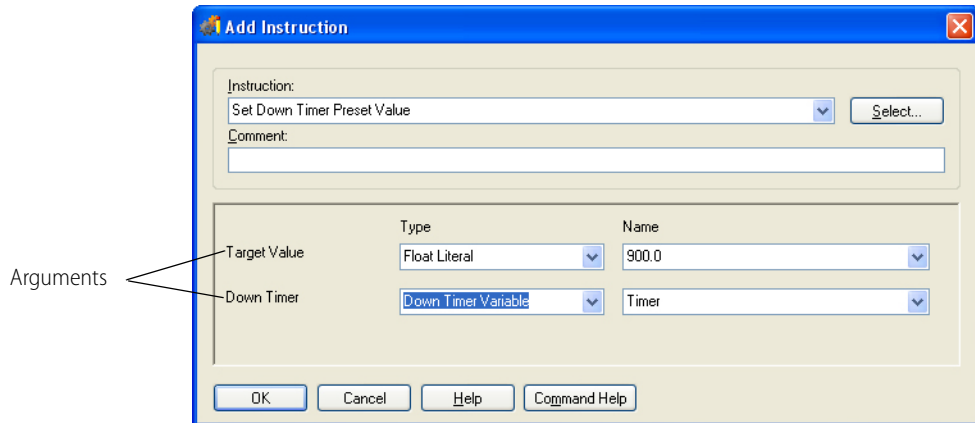 Add Instruction
Instruction:
Set Down Timer Preset Value
Select...
Comment:
Type Name
Target Value Float Literal 900.0
Arguments
Down Timer Down Timer Variable Timer
OK Cancel Help Command Help